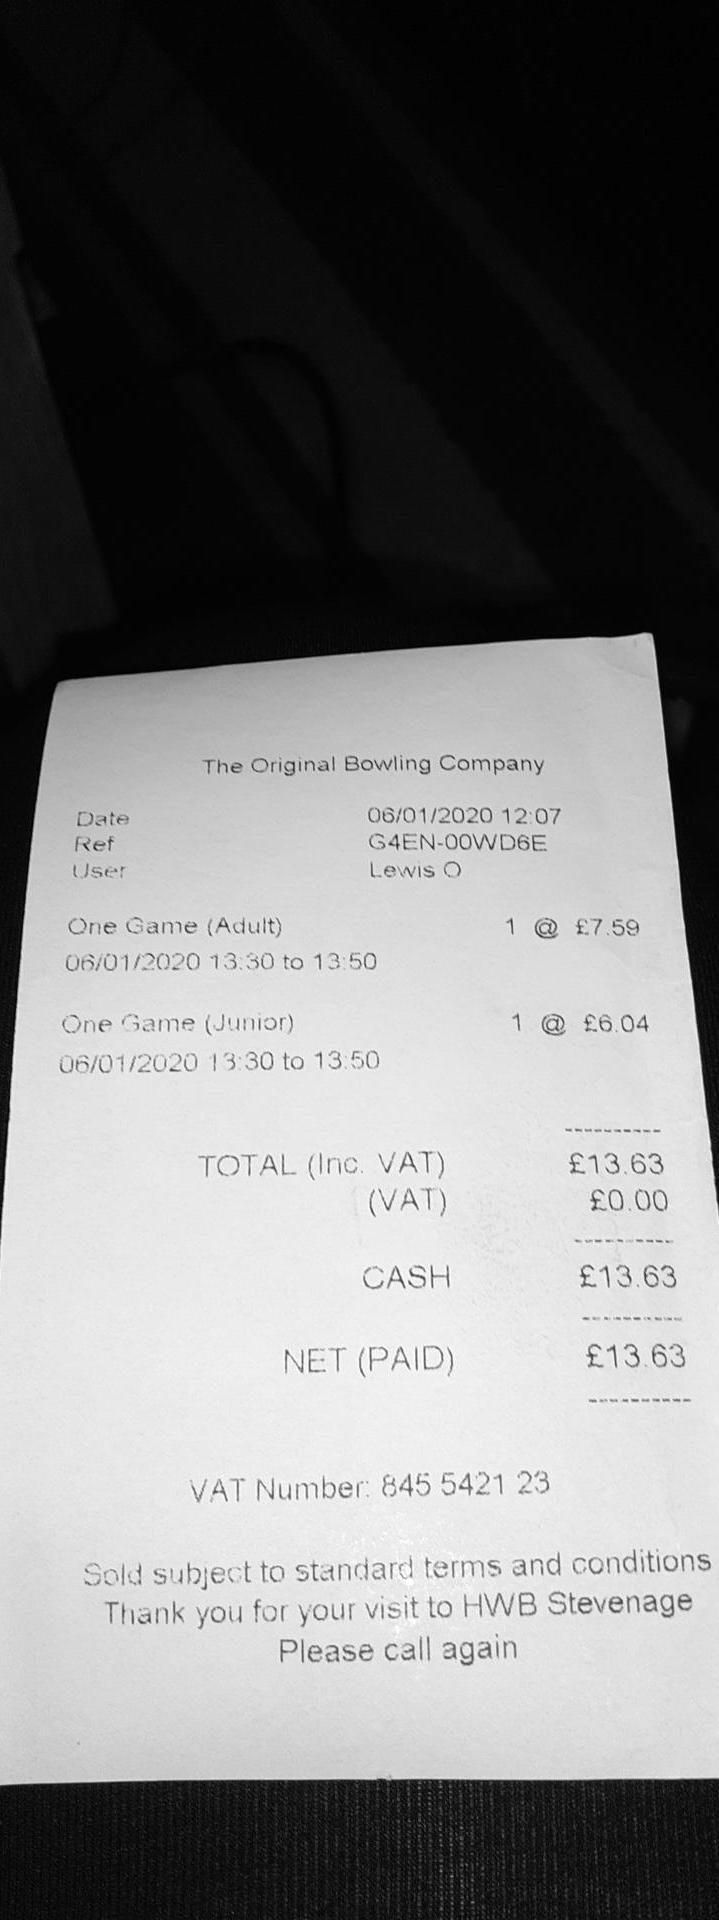 The Original Bowling Company
Date 06/01/2020 12:07
Ref G4EN-00WD6E
User Lewis O
One Game (Adult) 1 @ £7.59
06/01/2020 13:30 to 13:50
One Game (Junior) 1 @ £6.04
06/01/2020 13:30 to 13:50
----------
TOTAL (Inc. VAT) £13.63
(VAT) £0.00
----------
CASH £13.63
----------
NET (PAID) £13.63
----------
VAT Number: 845 5421 23
Sold subject to standard terms and conditions
Thank you for your visit to HWB Stevenage
Please call again